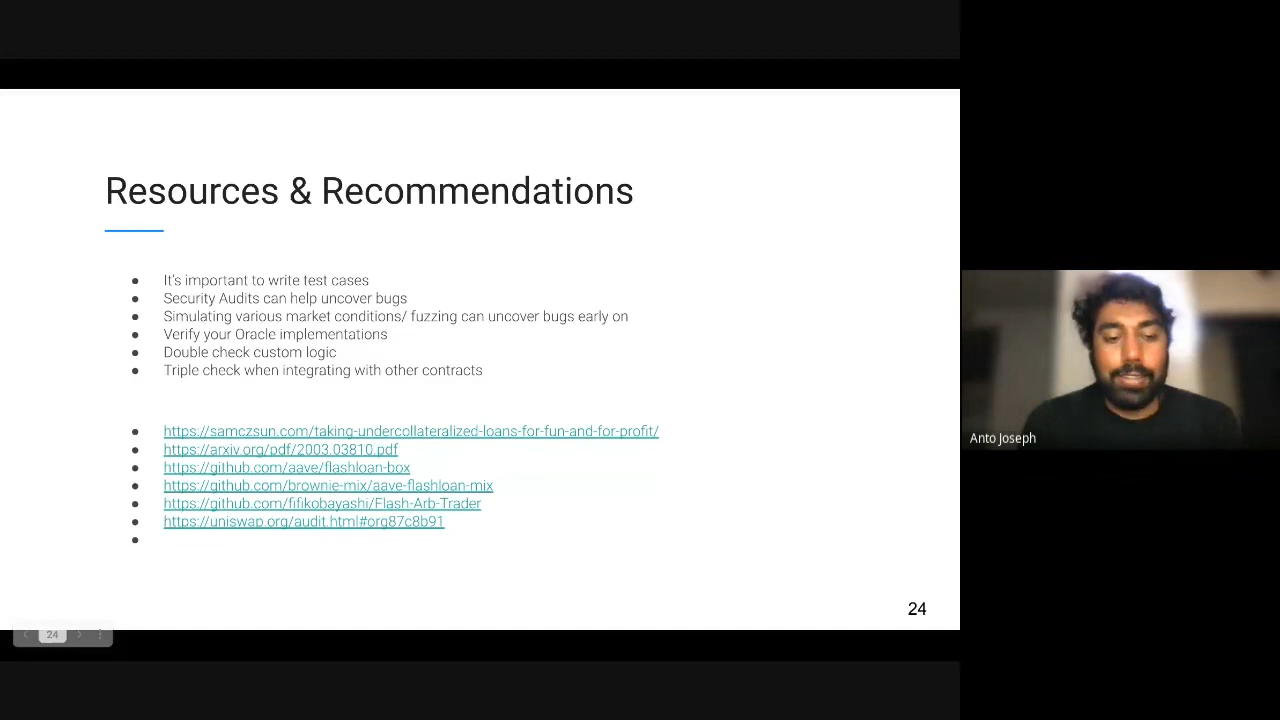 Resources & Recommendations
It's important to write test cases
Security Audits can help uncover bugs
Simulating various market conditions/ fuzzing can uncover bugs early on
Verify your Oracle implementations
Double check custom logic
Triple check when integrating with other contracts
https://samczsun.com/taking-undercollateralized-loans-for-fun-and-for-profit/
https://arxiv.org/pdf/2003.03810.pdf
https://github.com/aave/flashloan-box
https://github.com/brownie-mix/aave-flashloan-mix
https://github.com/fifikobayashi/Flash-Arb-Trader
https://uniswap.org/audit.html#org87c8b91
24
24
Anto Joseph